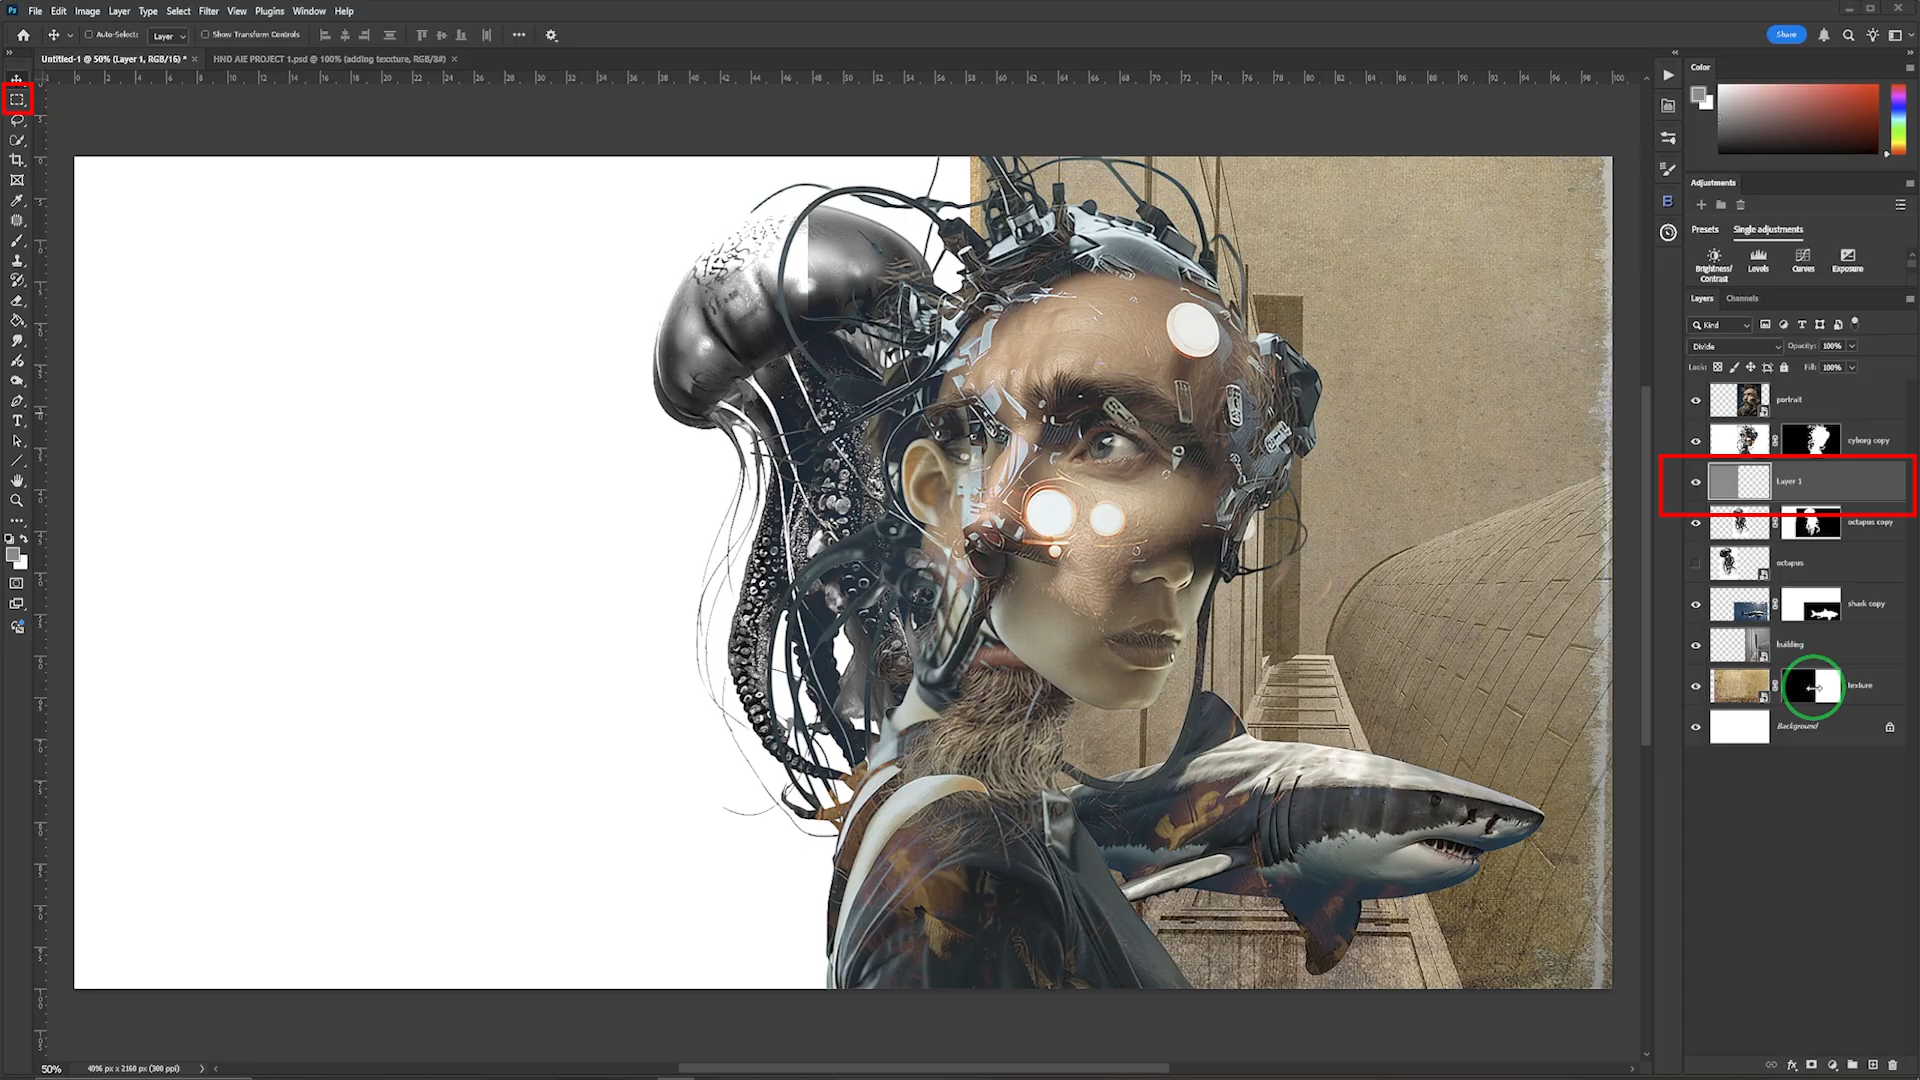 Ps File Edit Image Layer Type Select Filter View Plugins Window Help
Auto-Select: Layer Show Transform Controls ••• Share
Untitled-1 @ 50% (Layer 1, RGB/16) * × HND AIE PROJECT 1.psd @ 100% (adding texxture, RGB/8#) ×
Color
Adjustments
Presets Single adjustments
Brightness/
Contrast
Levels
Curves
Exposure
Layers Channels
Kind
Divide Opacity: 100%
Lock: Fill: 100%
portrait
cyborg copy
Layer 1
octapus copy
octapus
shark copy
building
texture
Background
50% 4096 px x 2160 px (300 ppi)